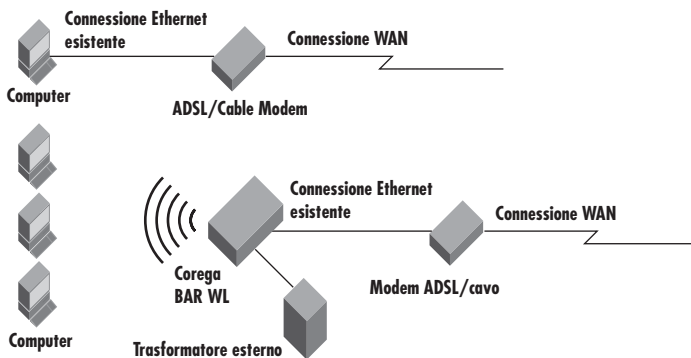 Connessione Ethernet
esistente
Connessione WAN
Computer
ADSL/Cable Modem
Connessione Ethernet
esistente
Connessione WAN
Corega
BAR WL
Modem ADSL/cavo
Computer
Trasformatore esterno